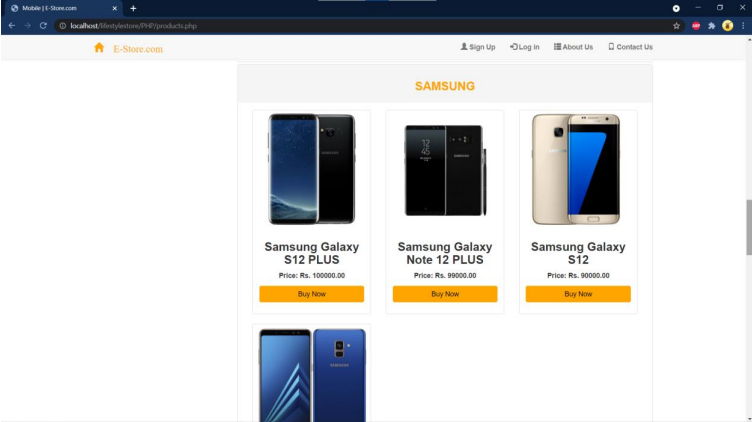 Mobile | E-Store.com
localhost/lifestylestore/PHP/products.php
E-Store.com
Sign Up
Log in
About Us
Contact Us
SAMSUNG
Samsung Galaxy
S12 PLUS
Price: Rs. 100000.00
Buy Now
Samsung Galaxy
Note 12 PLUS
Price: Rs. 99000.00
Buy Now
Samsung Galaxy
S12
Price: Rs. 90000.00
Buy Now
SAMSUNG